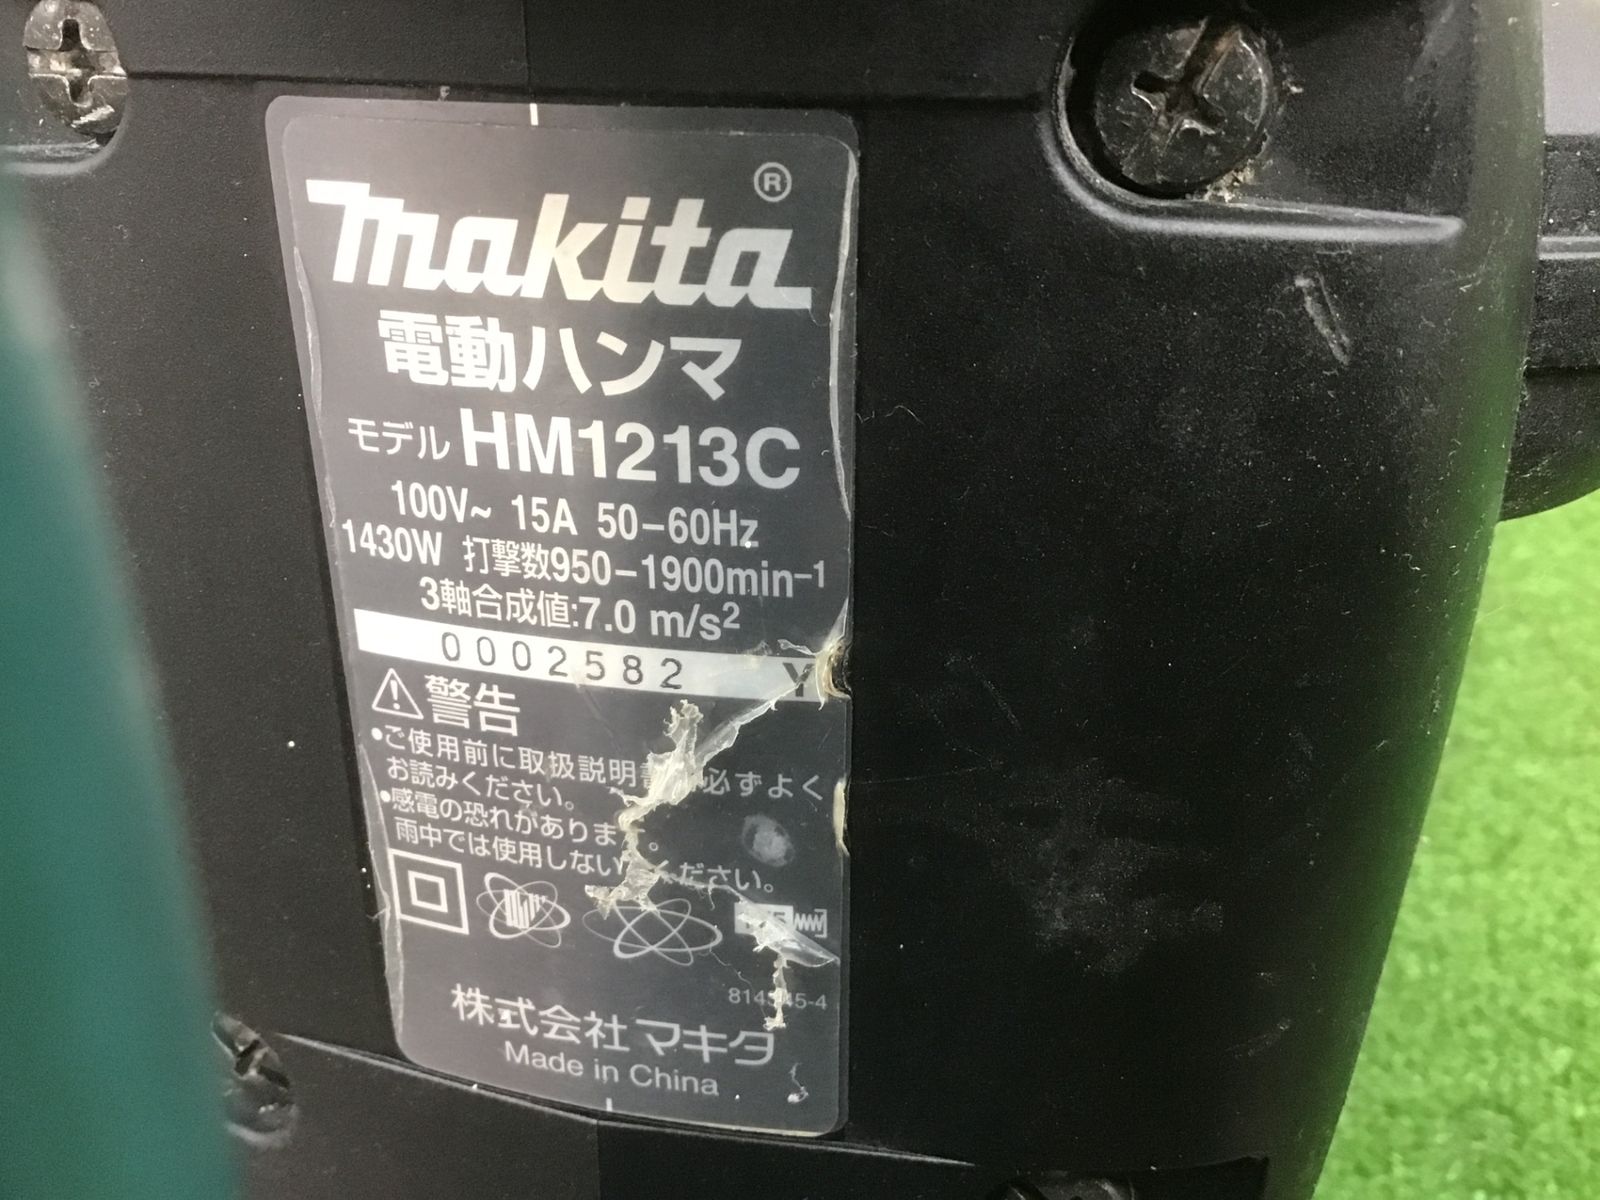 makita®
電動ハンマ
モデル HM1213C
100V~ 15A 50-60Hz
1430W 打撃数950-1900min-1
3軸合成値:7.0 m/s2
0002582 Y
警告
•ご使用前に取扱説明 必ずよく
お読みください。
•感電の恐れがありま 。
雨中では使用しない ください。
株式会社マキタ
Made in China